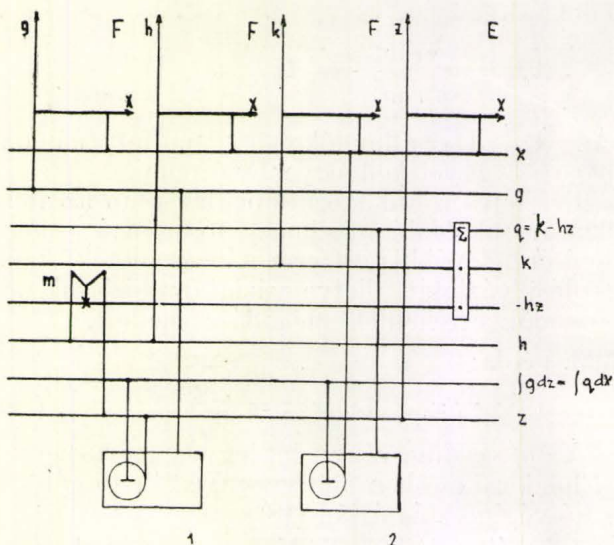 g F h F k F z E
x x x x
x
g
Σ q = k - hz
k
m
-hz
h
∫gdz = ∫qdx
z
1 2